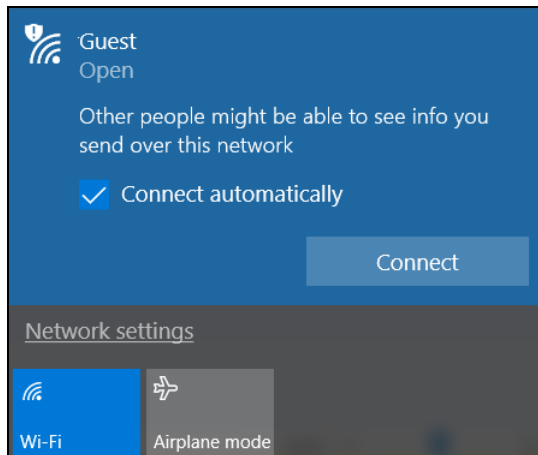 Guest
Open
Other people might be able to see info you
send over this network
Connect automatically
Connect
Network settings
Wi-Fi
Airplane mode